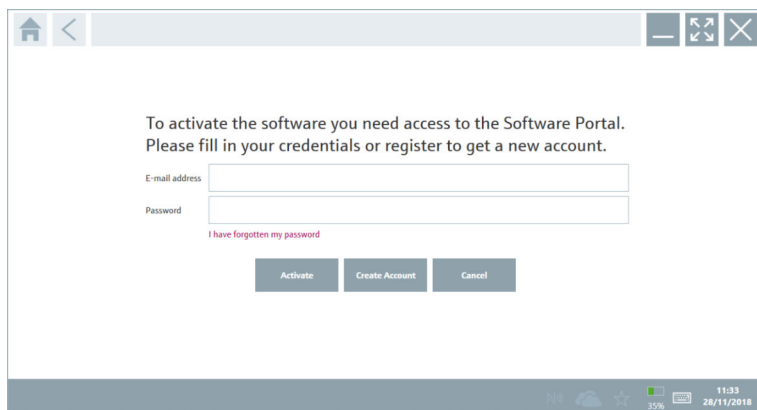 To activate the software you need access to the Software Portal.
Please fill in your credentials or register to get a new account.
E-mail address
Password
I have forgotten my password
Activate
Create Account
Cancel
35%
11:33
28/11/2018